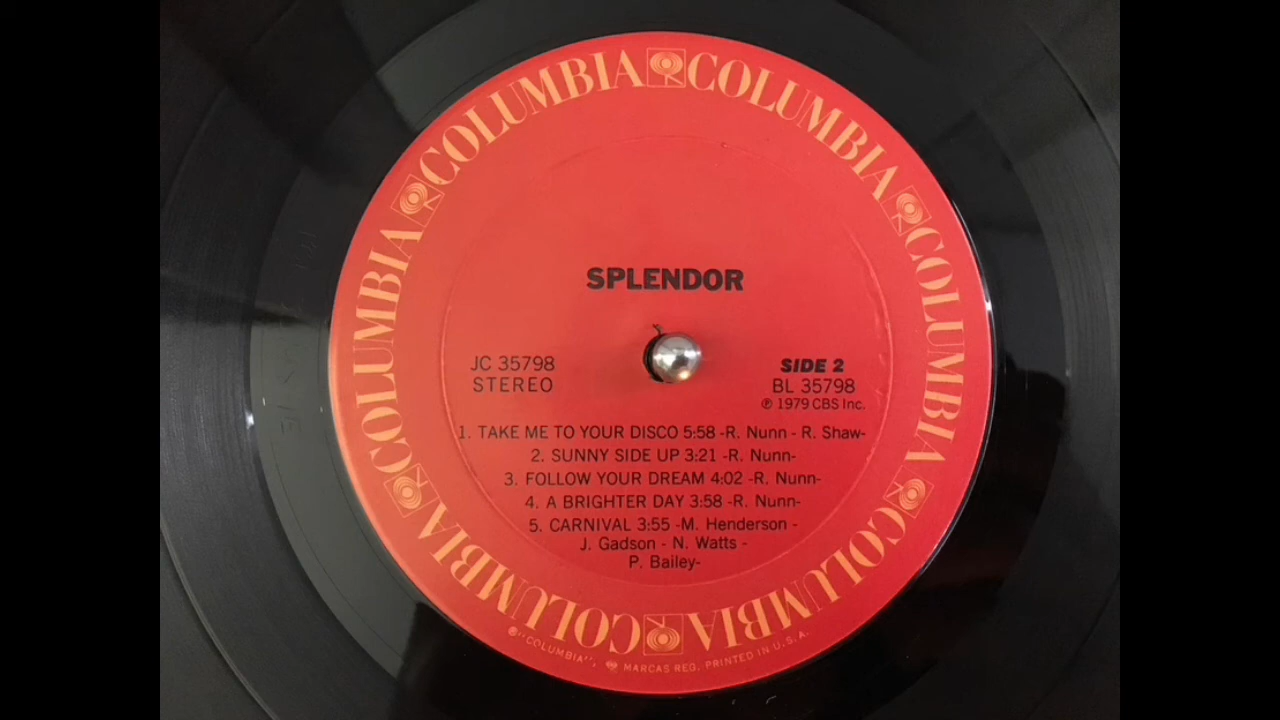 COLUMBIA COLUMBIA COLUMBIA COLUMBIA COLUMBIA COLUMBIA
SPLENDOR
JC 35798
STEREO
SIDE 2
BL 35798
℗ 1979 CBS Inc.
1. TAKE ME TO YOUR DISCO 5:58 -R. Nunn - R. Shaw-
2. SUNNY SIDE UP 3:21 -R. Nunn-
3. FOLLOW YOUR DREAM 4:02 -R. Nunn-
4. A BRIGHTER DAY 3:58 -R. Nunn-
5. CARNIVAL 3:55 -M. Henderson -
J. Gadson - N. Watts -
P. Bailey-
®"COLUMBIA", MARCAS REG. PRINTED IN U.S.A.